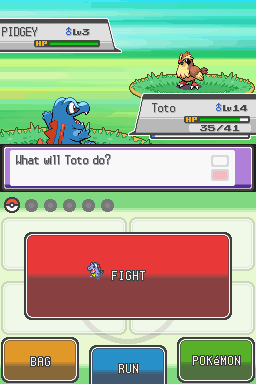 PIDGEY ♂Lv3
HP
Toto ♂Lv14
HP
35/41
What will Toto do?
FIGHT
BAG
RUN
POKéMON